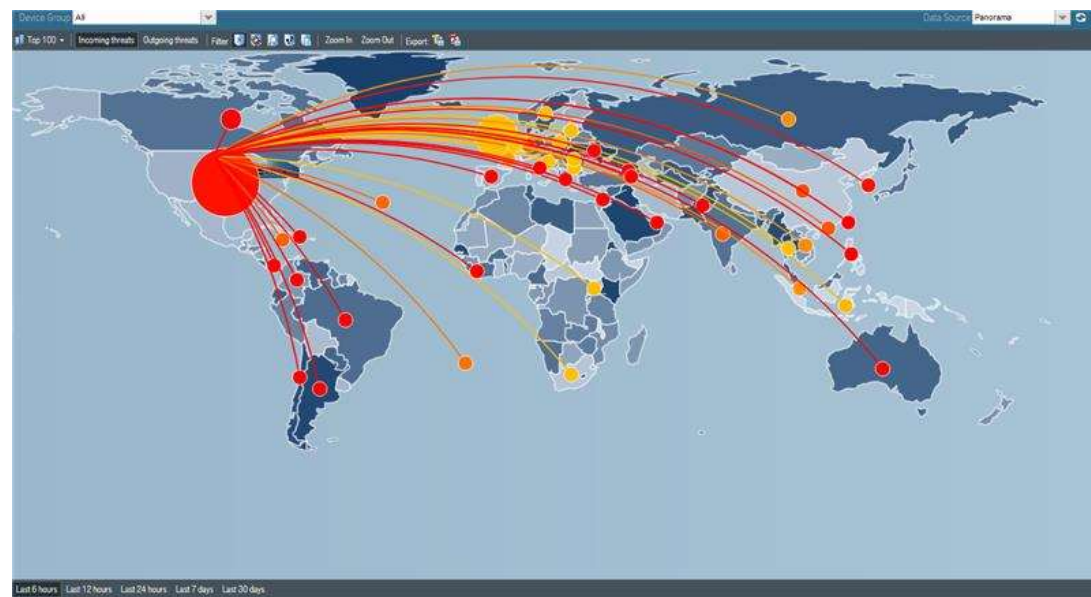 Device Group All Data Source Panorama
Top 100 Incoming threats Outgoing threats Filter Zoom In Zoom Out Export
Last 6 hours Last 12 hours Last 24 hours Last 7 days Last 30 days